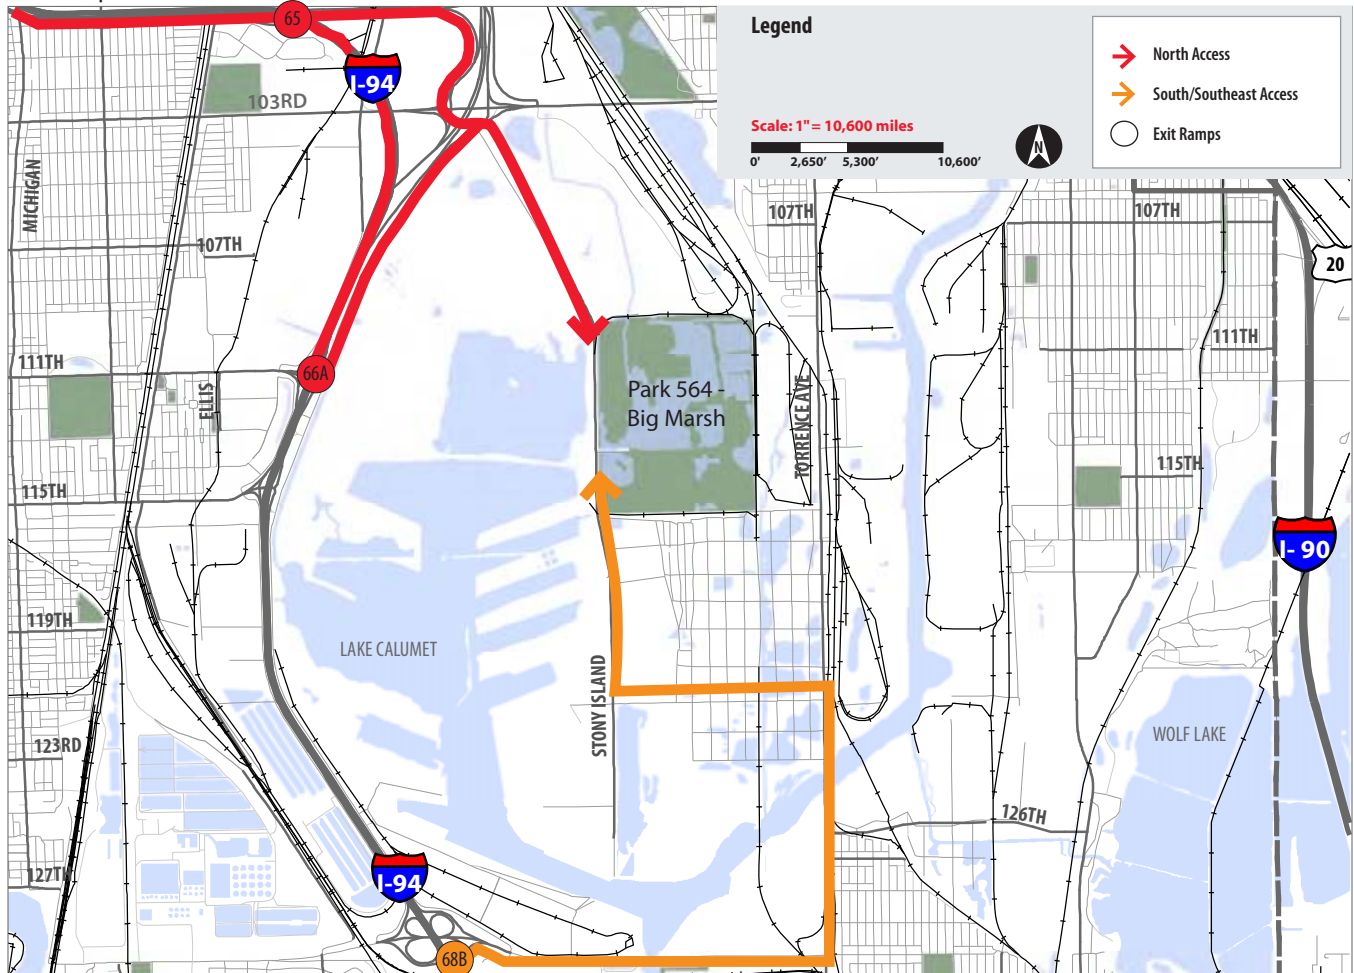 Legend
North Access
South/Southeast Access
Exit Ramps
Scale: 1" = 10,600 miles
0' 2,650' 5,300' 10,600'
N
65
I-94
103RD
MICHIGAN
107TH
107TH
107TH
20
111TH
66A
ELLIS
111TH
Park 564 -
Big Marsh
TORRENCE AVE
115TH
115TH
I- 90
119TH
LAKE CALUMET
STONY ISLAND
123RD
WOLF LAKE
126TH
127TH
I-94
68B